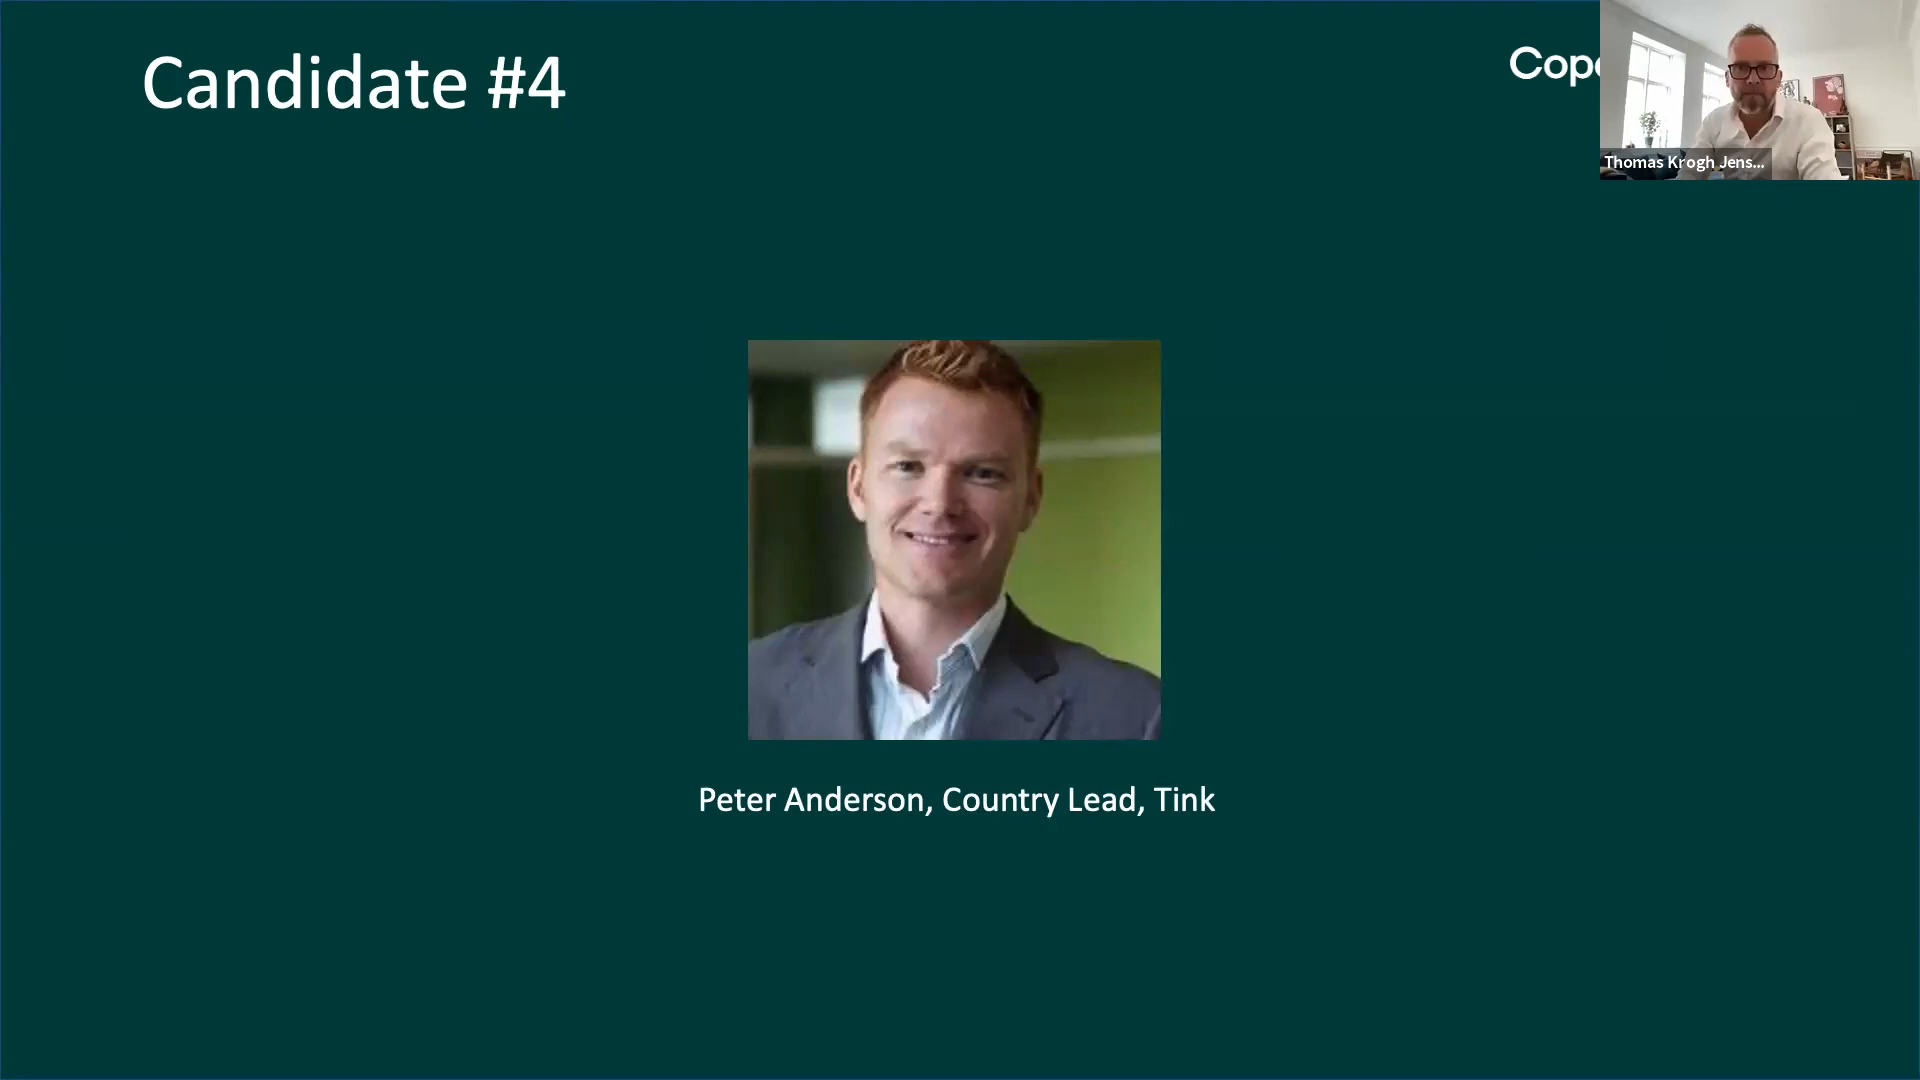 Candidate #4
Cope
Thomas Krogh Jens...
Peter Anderson, Country Lead, Tink